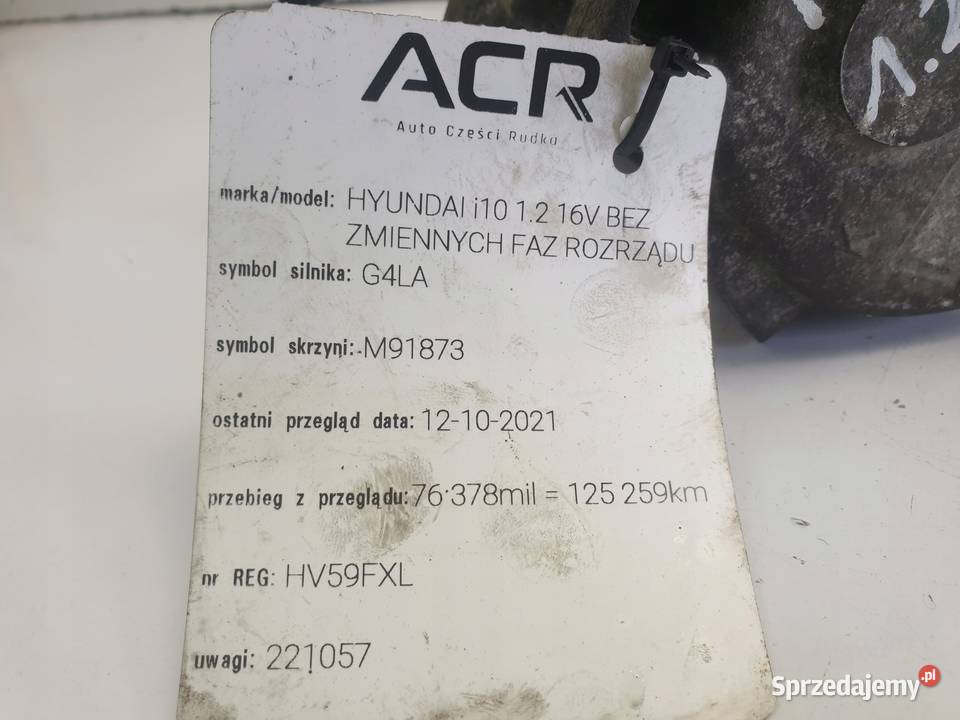 ACR
Auto Części Rudka
marka/model: HYUNDAI i10 1.2 16V BEZ
ZMIENNYCH FAZ ROZRZĄDU
symbol silnika: G4LA
symbol skrzyni: M91873
ostatni przegląd data: 12-10-2021
przebieg z przeglądu: 76 378mil = 125 259km
nr REG: HV59FXL
uwagi: 221057
Sprzedajemy.pl